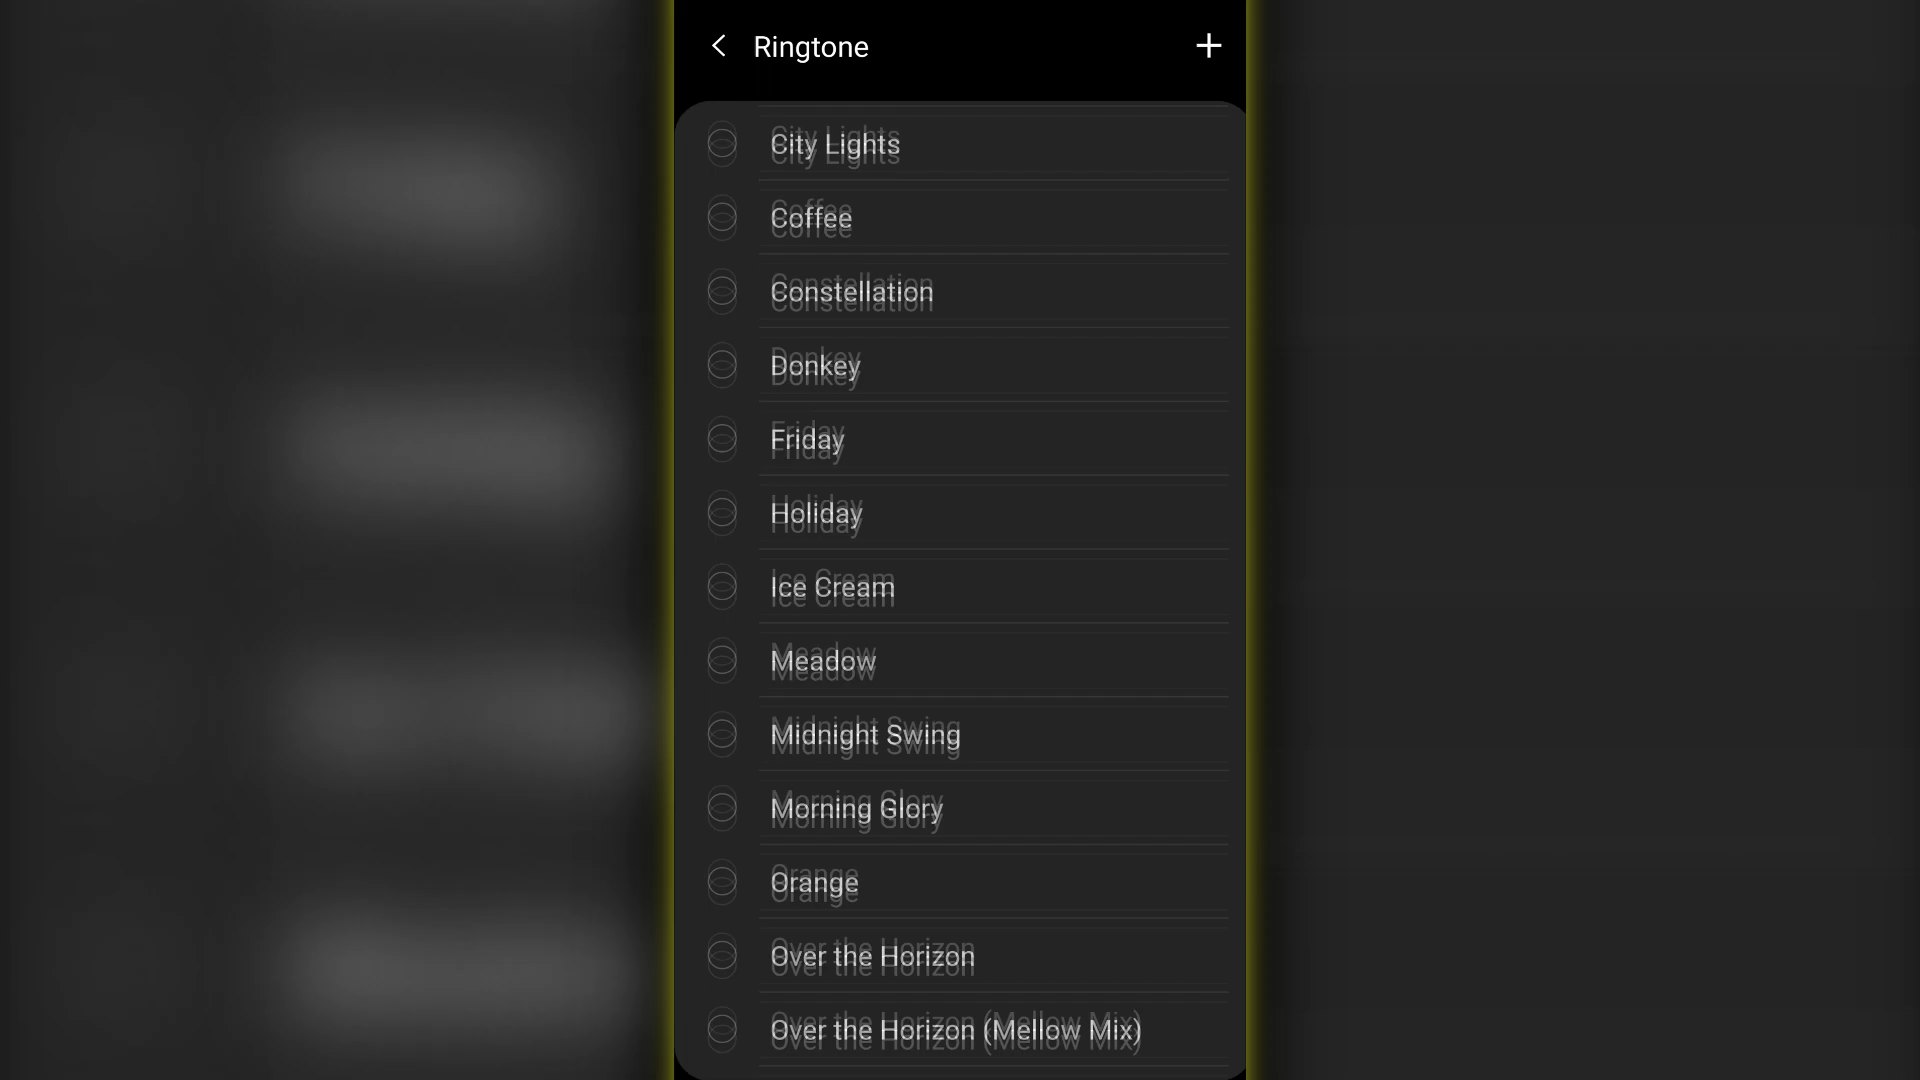 Ringtone
City Lights
Coffee
Constellation
Donkey
Friday
Holiday
Ice Cream
Meadow
Midnight Swing
Morning Glory
Orange
Over the Horizon
Over the Horizon (Mellow Mix)